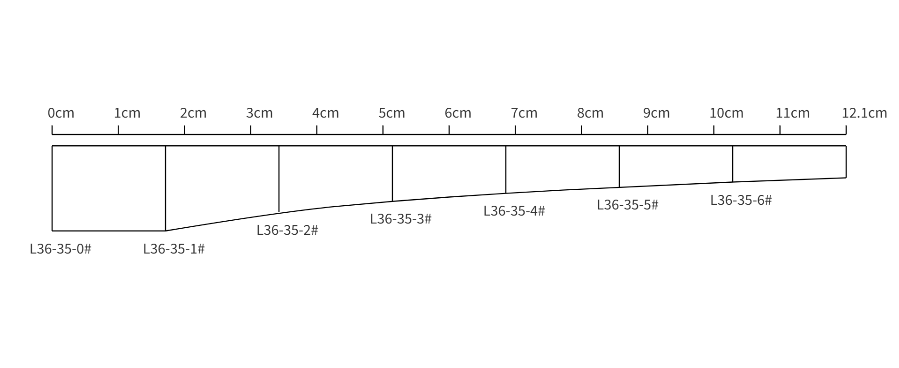 0cm 1cm 2cm 3cm 4cm 5cm 6cm 7cm 8cm 9cm 10cm 11cm 12.1cm
L36-35-6#
L36-35-5#
L36-35-4#
L36-35-3#
L36-35-2#
L36-35-0# L36-35-1#